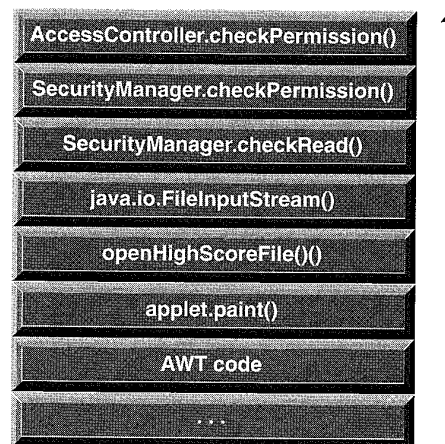 AccessController.checkPermission()
SecurityManager.checkPermission()
SecurityManager.checkRead()
java.io.FileInputStream()
openHighScoreFile()()
applet.paint()
AWT code
...